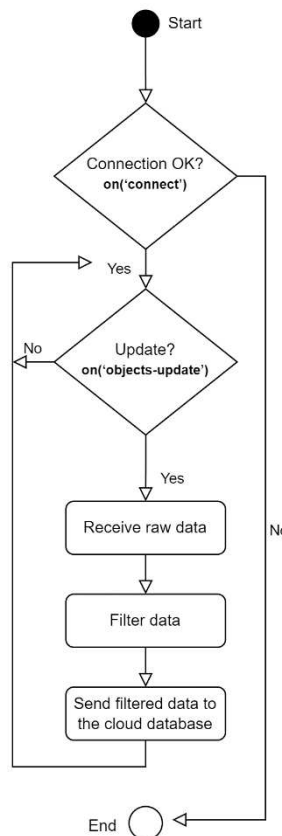 Start
Connection OK?
on(‘connect’)
Yes
No
Update?
on(‘objects-update’)
Yes
Receive raw data
No
Filter data
Send filtered data to
the cloud database
End